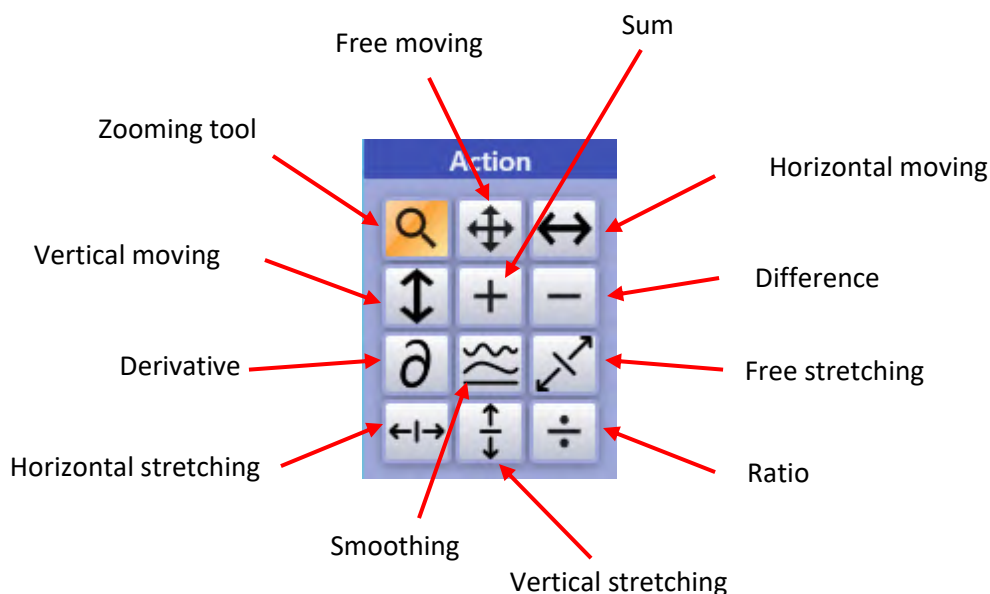 Sum
Free moving
Zooming tool
Action
Horizontal moving
Vertical moving
Difference
Derivative
Free stretching
Horizontal stretching
Ratio
Smoothing
Vertical stretching